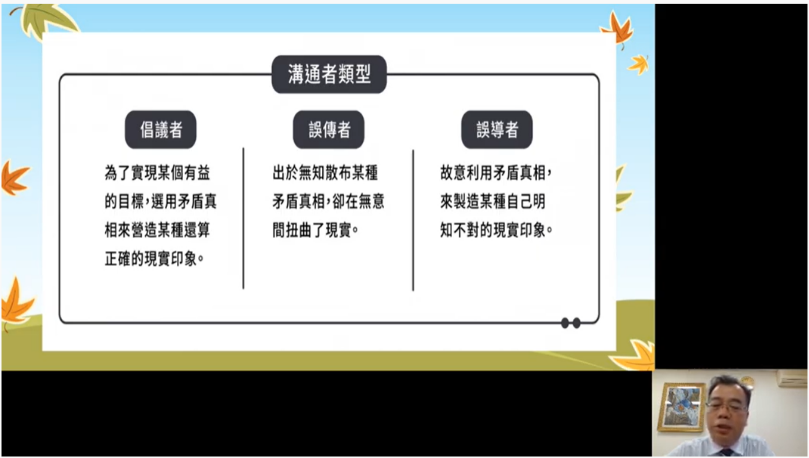 溝通者類型
倡議者
為了實現某個有益
的目標，選用矛盾真
相來營造某種還算
正確的現實印象。
誤傳者
出於無知散布某種
矛盾真相，卻在無意
間扭曲了現實。
誤導者
故意利用矛盾真相，
來製造某種自己明
知不對的現實印象。